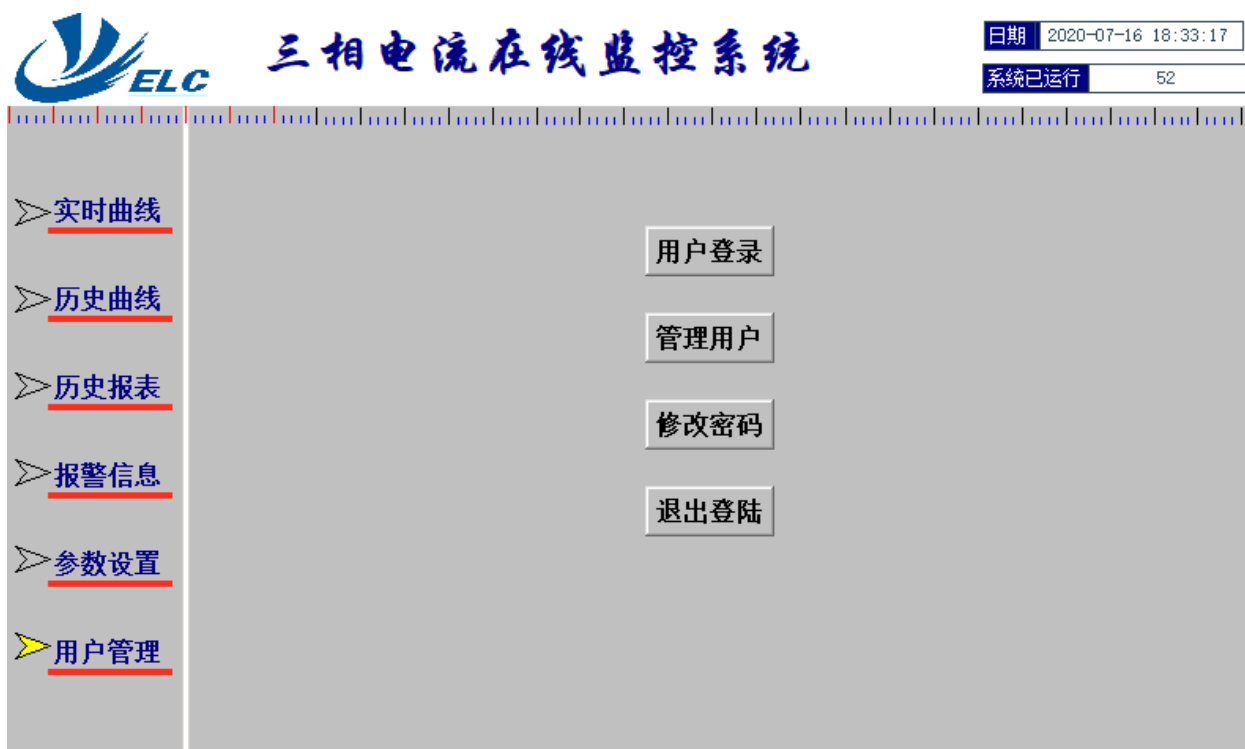 ELC
三相电流在线监控系统
日期 2020-07-16 18:33:17
系统已运行 52
实时曲线
历史曲线
历史报表
报警信息
参数设置
用户管理
用户登录
管理用户
修改密码
退出登陆